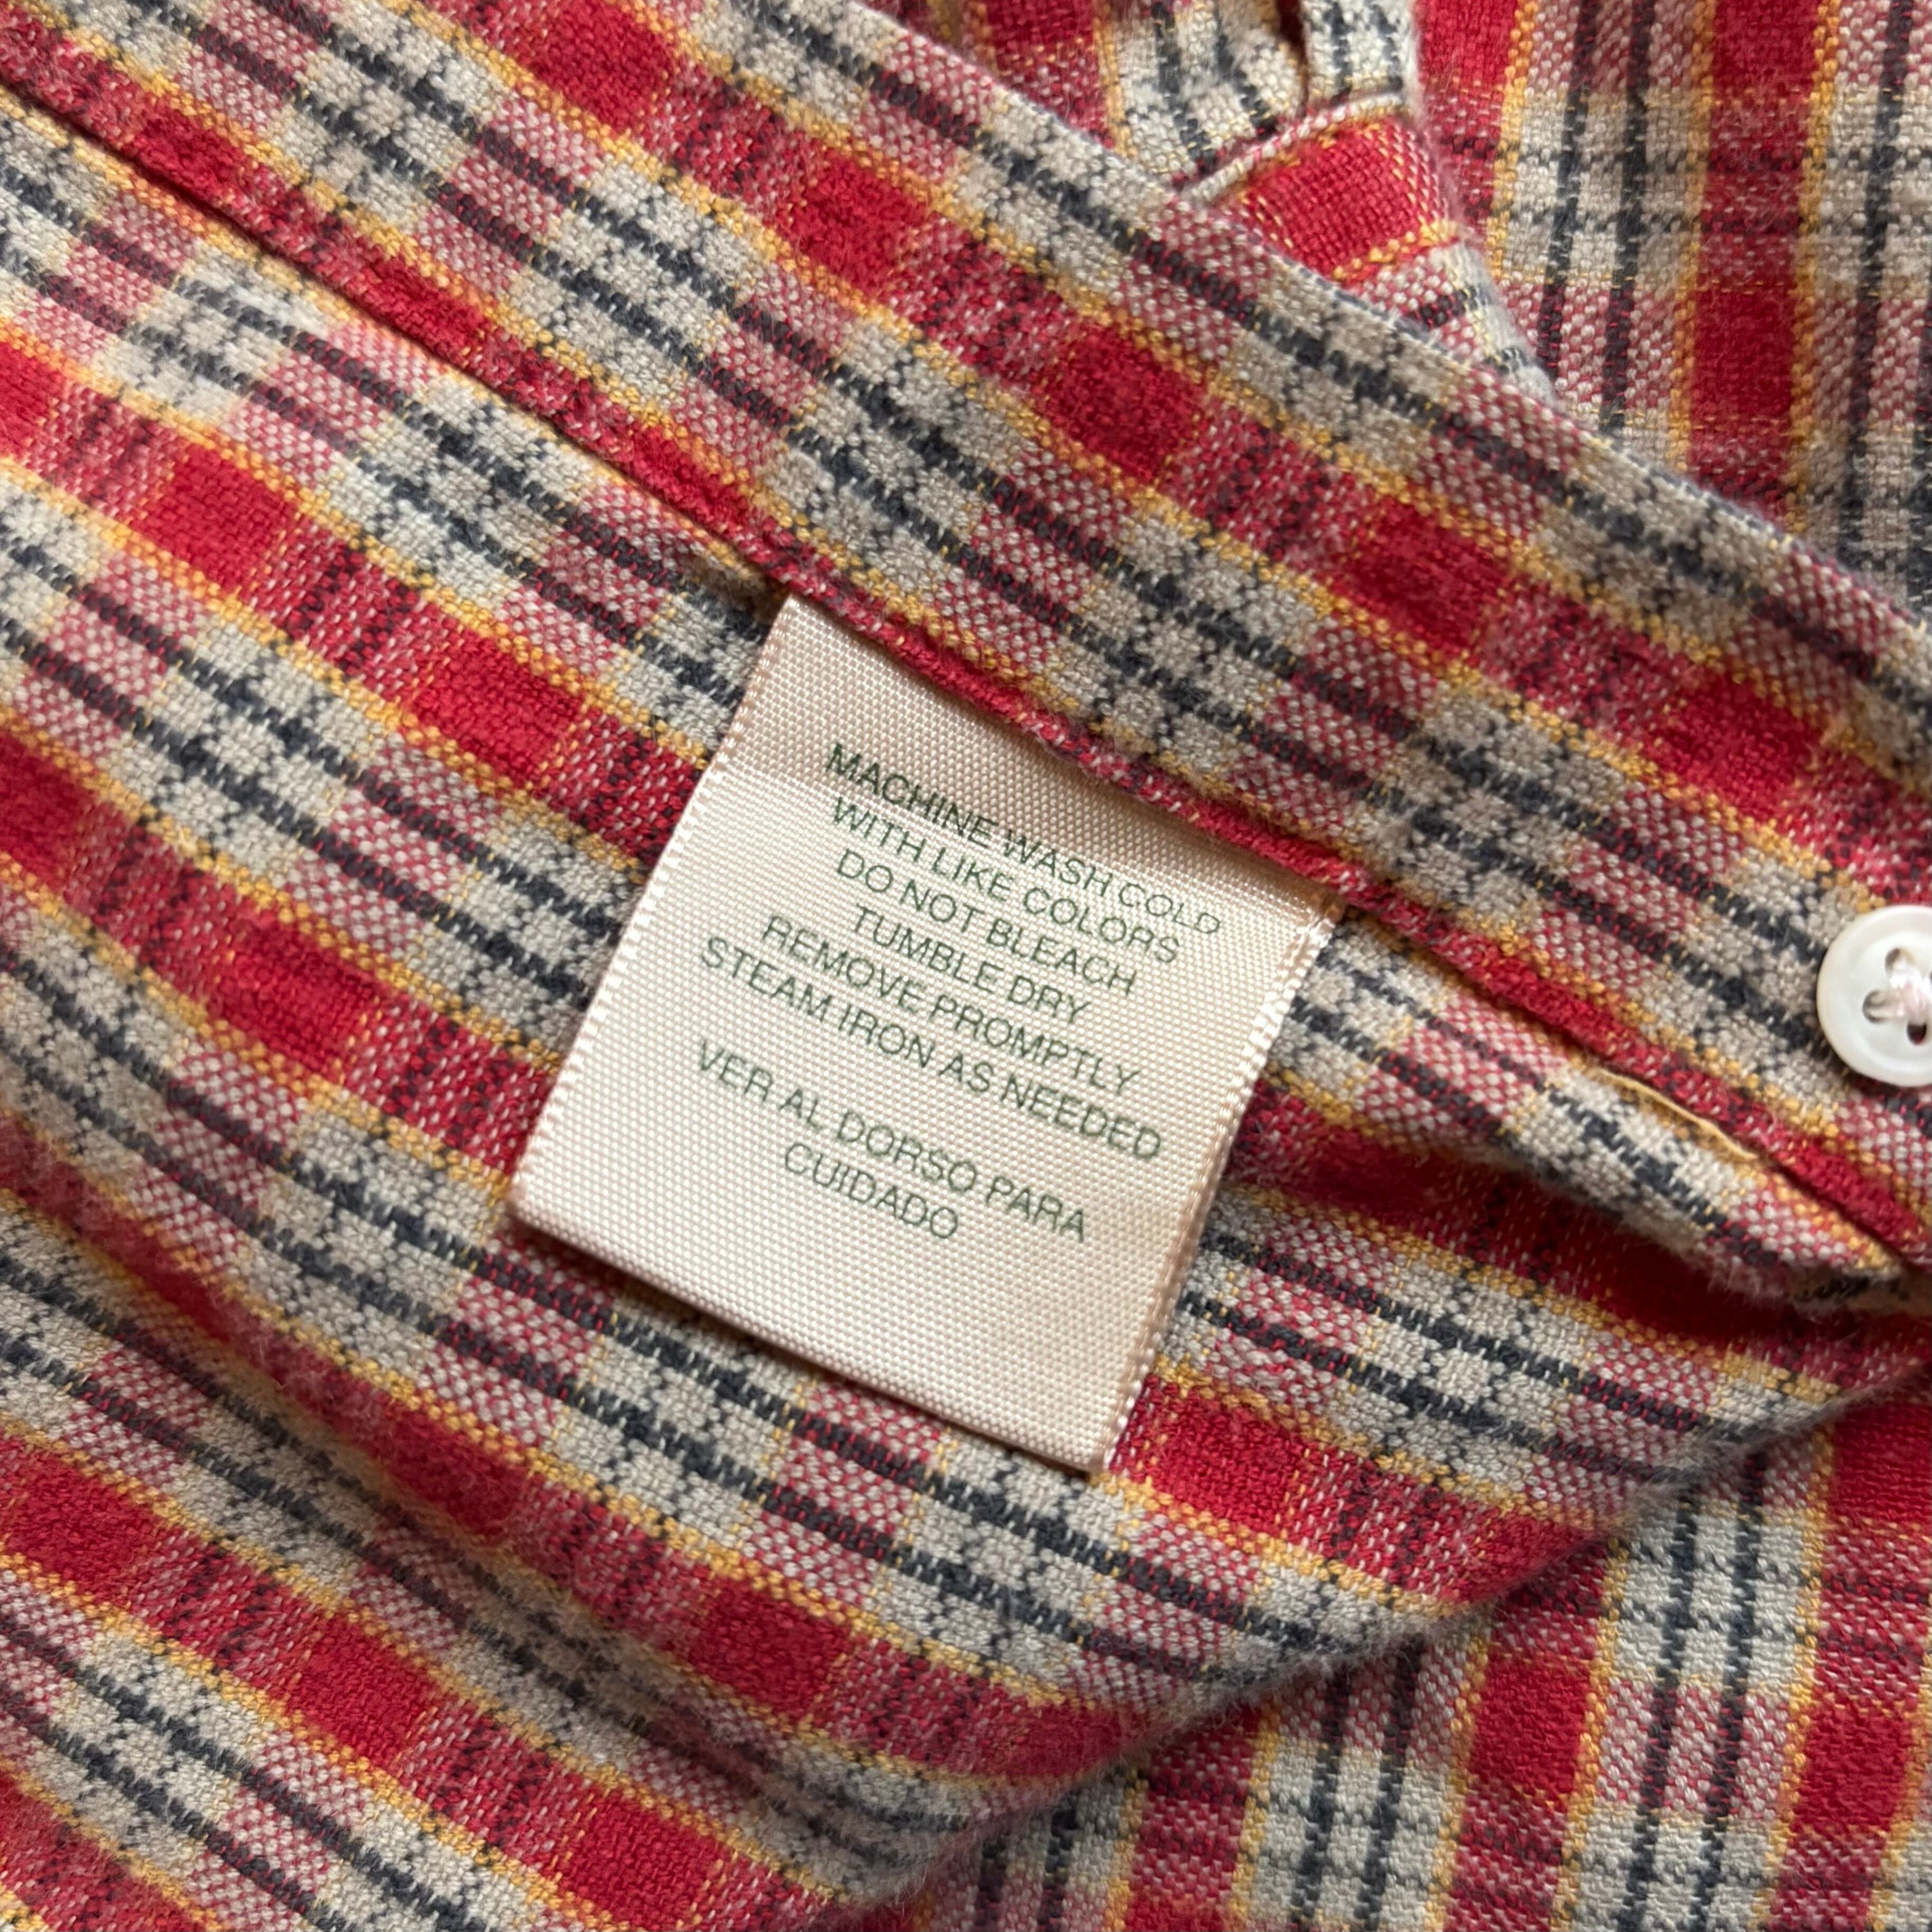 MACHINE WASH COLD
WITH LIKE COLORS
DO NOT BLEACH
TUMBLE DRY
REMOVE PROMPTLY
STEAM IRON AS NEEDED
VER AL DORSO PARA
CUIDADO